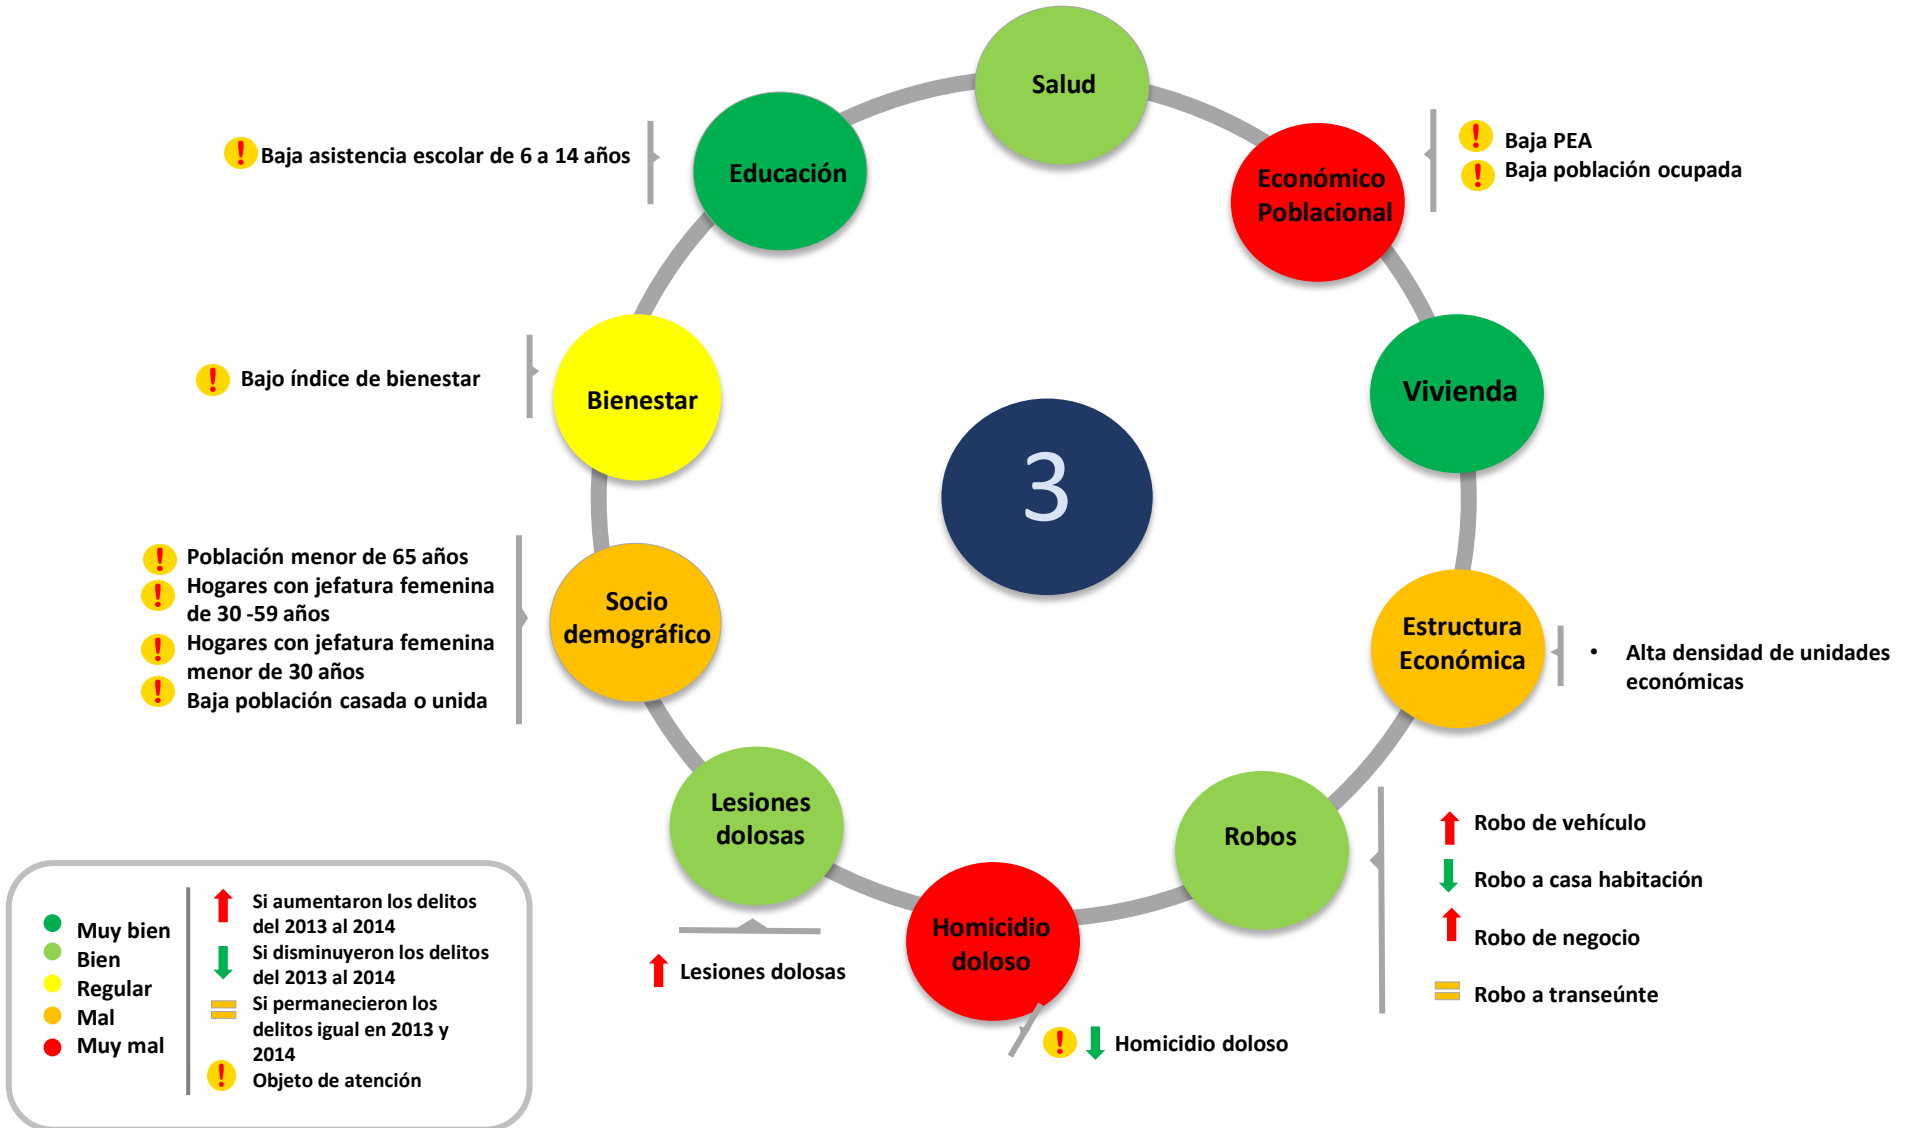 Salud
Económico
Poblacional
! Baja PEA
! Baja población ocupada
Educación
! Baja asistencia escolar de 6 a 14 años
Vivienda
Bienestar
! Bajo índice de bienestar
3
Socio
demográfico
! Población menor de 65 años
! Hogares con jefatura femenina
de 30 -59 años
! Hogares con jefatura femenina
menor de 30 años
! Baja población casada o unida
Estructura
Económica
• Alta densidad de unidades
económicas
Lesiones
dolosas
Lesiones dolosas
Robos
Robo de vehículo
Robo a casa habitación
Robo de negocio
Robo a transeúnte
Homicidio
doloso
! Homicidio doloso
Muy bien
Bien
Regular
Mal
Muy mal
Si aumentaron los delitos
del 2013 al 2014
Si disminuyeron los delitos
del 2013 al 2014
Si permanecieron los
delitos igual en 2013 y
2014
! Objeto de atención